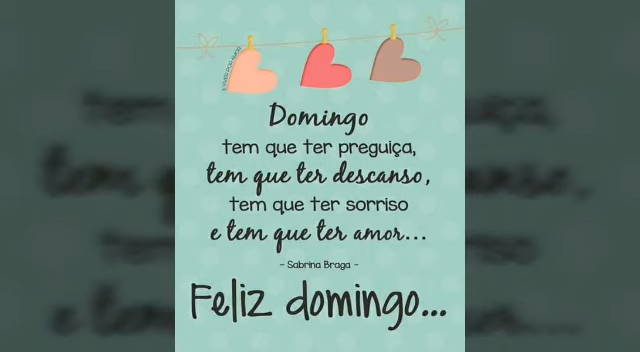 Domingo
tem que ter preguiça,
tem que ter descanso,
tem que ter sorriso
e tem que ter amor...
- Sabrina Braga -
Feliz domingo...